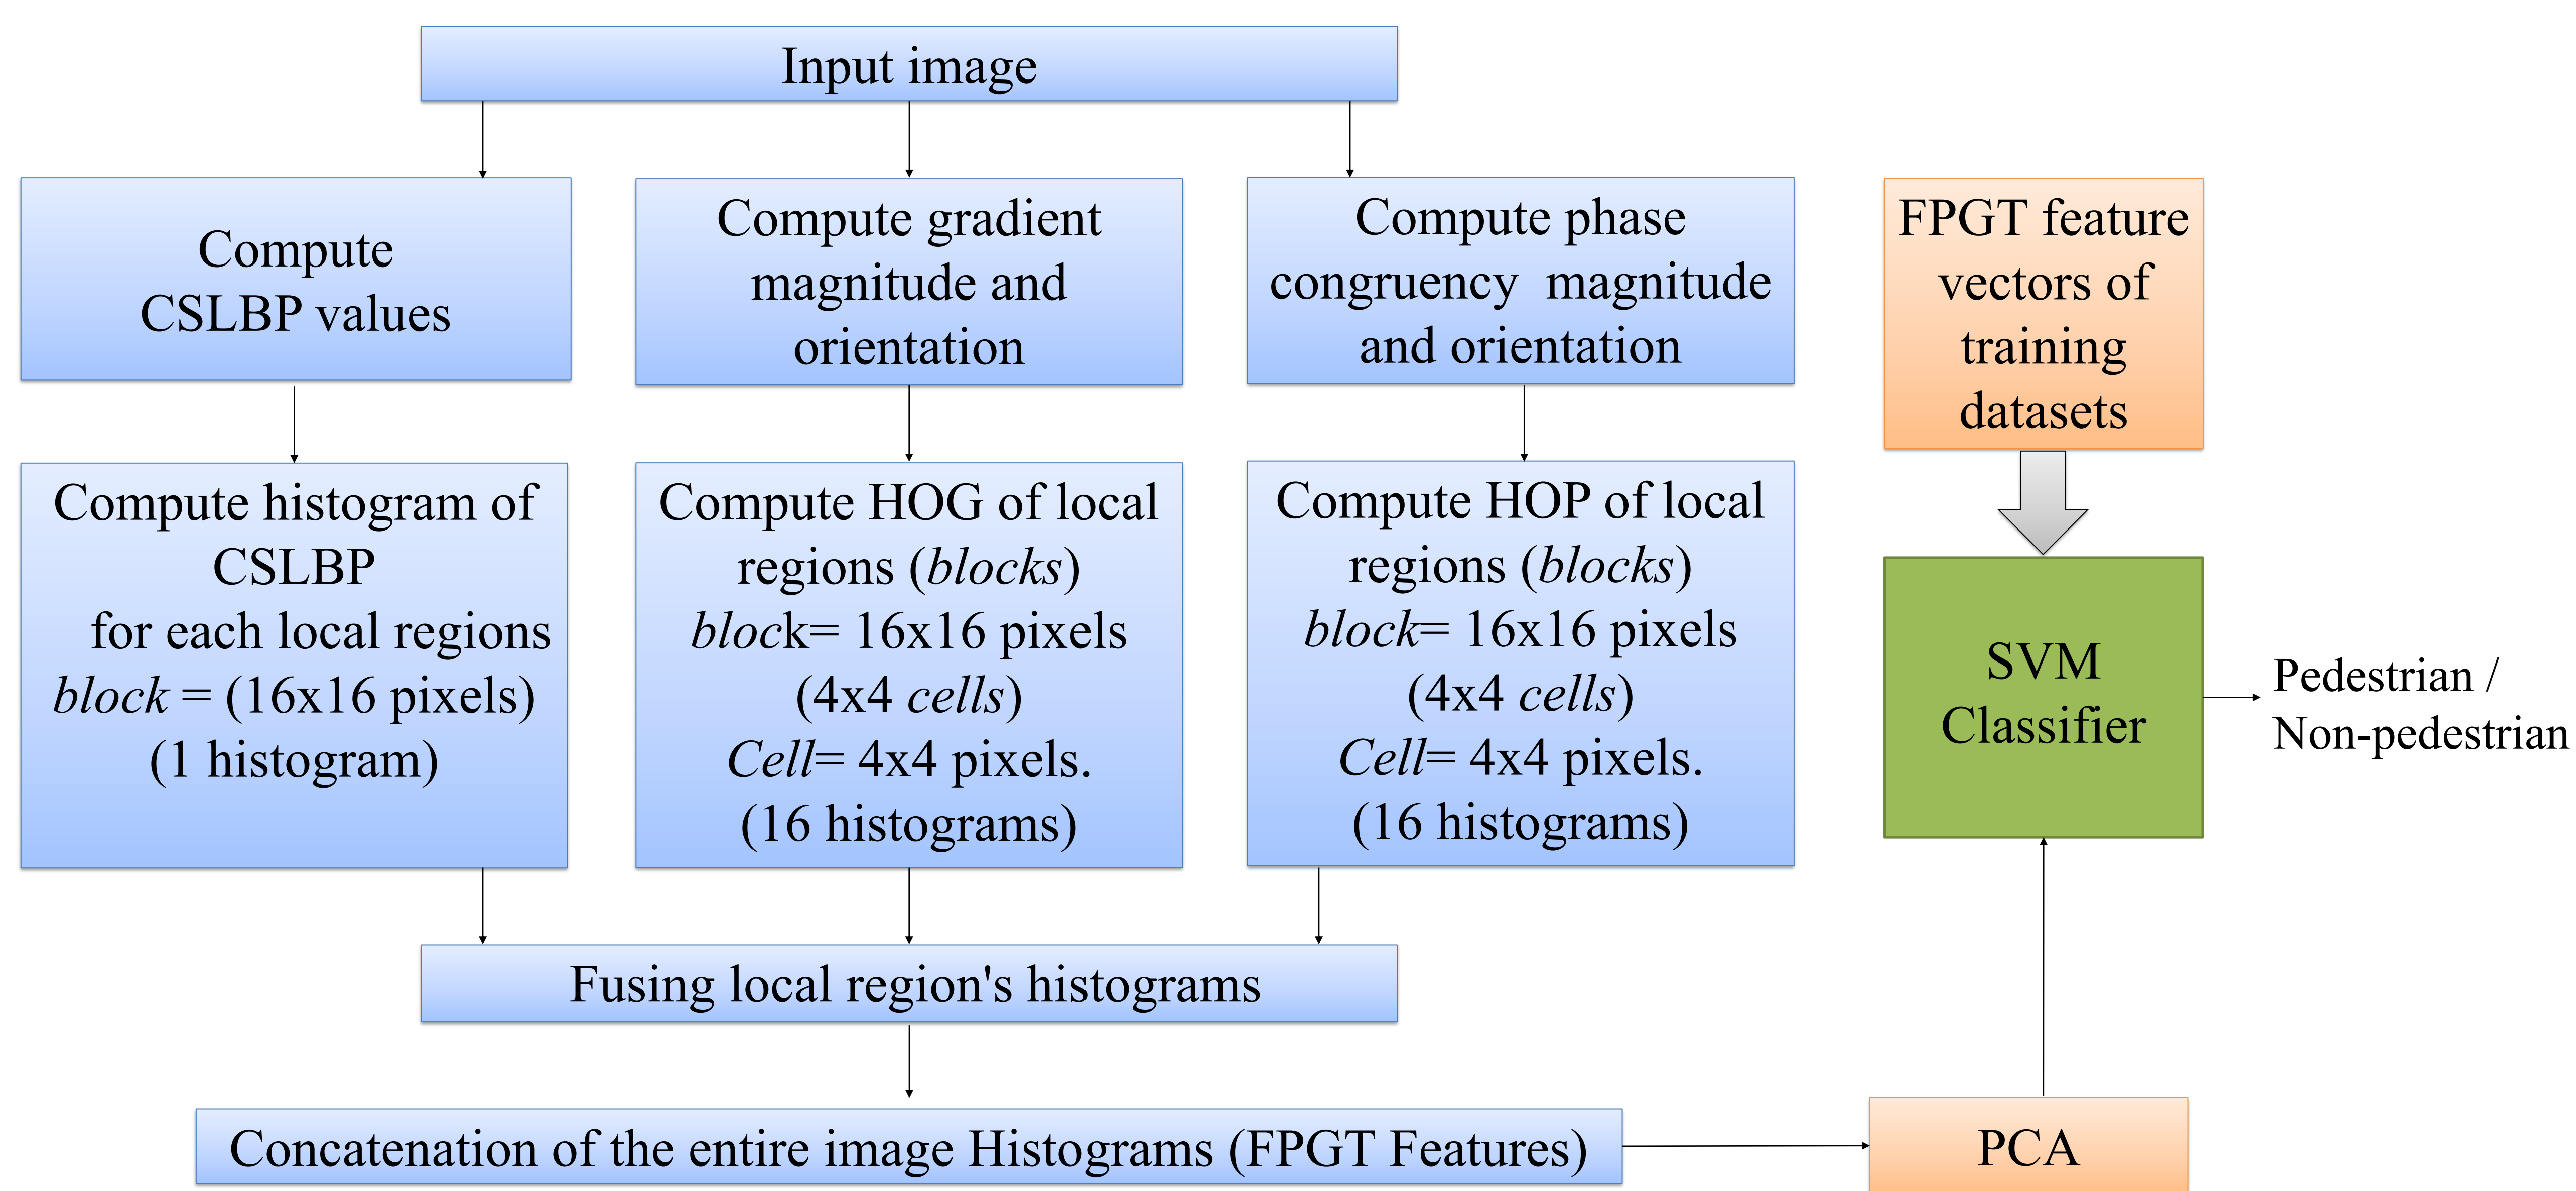 Input image
Compute
CSLBP values
Compute gradient
magnitude and
orientation
Compute phase
congruency  magnitude
and orientation
FPGT feature
vectors of
training
datasets
Compute histogram of
CSLBP
for each local regions
block = (16x16 pixels)
(1 histogram)
Compute HOG of local
regions (blocks)
block= 16x16 pixels
(4x4 cells)
Cell= 4x4 pixels.
(16 histograms)
Compute HOP of local
regions (blocks)
block= 16x16 pixels
(4x4 cells)
Cell= 4x4 pixels.
(16 histograms)
SVM
Classifier
Pedestrian /
Non-pedestrian
Fusing local region's histograms
Concatenation of the entire image Histograms (FPGT Features)
PCA